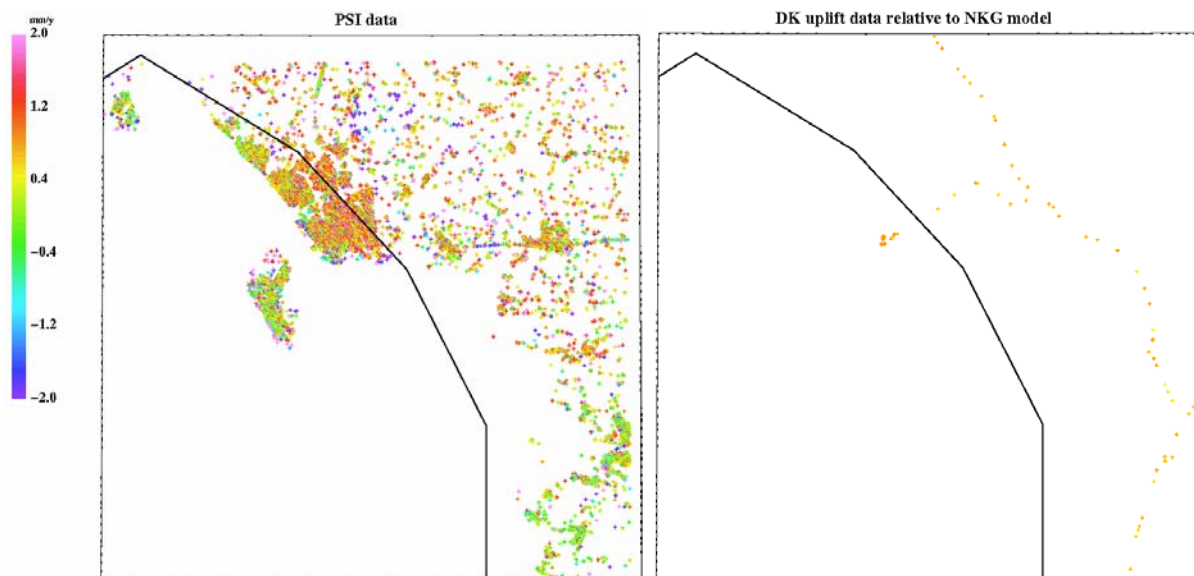 PSI data
DK uplift data relative to NKG model
mm/y
2.0
1.2
0.4
−0.4
−1.2
−2.0